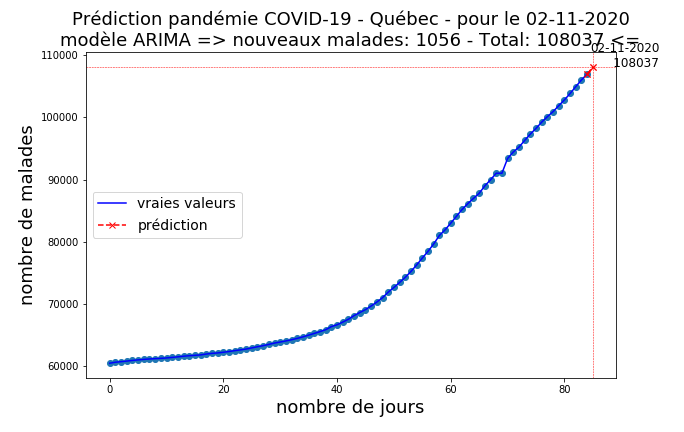 Prédiction pandémie COVID-19 - Québec - pour le 02-11-2020
modèle ARIMA => nouveaux malades: 1056 - Total: 108037 <=
02-11-2020
108037
110000
100000
90000
80000
70000
60000
nombre de malades
vraies valeurs
prédiction
0 20 40 60 80
nombre de jours